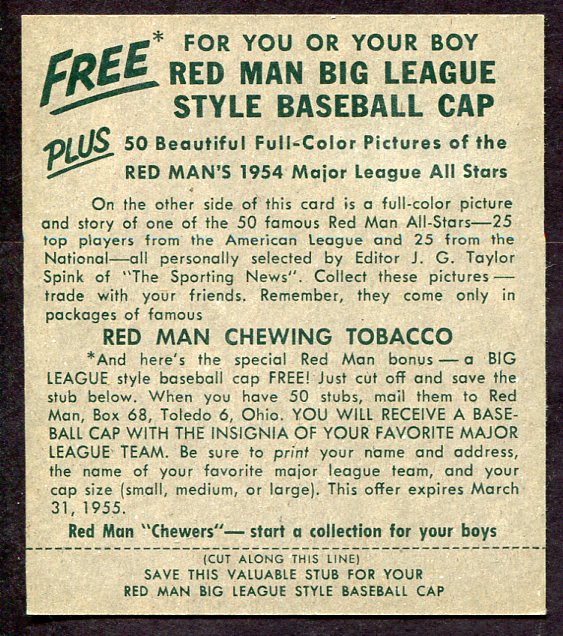 FREE* FOR YOU OR YOUR BOY
RED MAN BIG LEAGUE
STYLE BASEBALL CAP
PLUS 50 Beautiful Full-Color Pictures of the
RED MAN'S 1954 Major League All Stars
On the other side of this card is a full-color picture
and story of one of the 50 famous Red Man All-Stars—25
top players from the American League and 25 from the
National—all personally selected by Editor J. G. Taylor
Spink of "The Sporting News". Collect these pictures—
trade with your friends. Remember, they come only in
packages of famous
RED MAN CHEWING TOBACCO
*And here's the special Red Man bonus—a BIG
LEAGUE style baseball cap FREE! Just cut off and save the
stub below. When you have 50 stubs, mail them to Red
Man, Box 68, Toledo 6, Ohio. YOU WILL RECEIVE A BASE-
BALL CAP WITH THE INSIGNIA OF YOUR FAVORITE MAJOR
LEAGUE TEAM. Be sure to print your name and address,
the name of your favorite major league team, and your
cap size (small, medium, or large). This offer expires March
31, 1955.
Red Man "Chewers"— start a collection for your boys
(CUT ALONG THIS LINE)
SAVE THIS VALUABLE STUB FOR YOUR
RED MAN BIG LEAGUE STYLE BASEBALL CAP